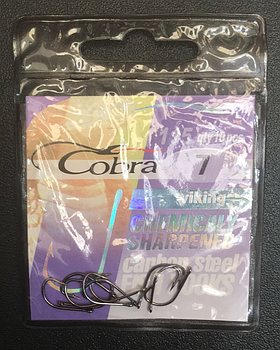 qty 10pcs
Cobra 7
viking
CHEMICALLY
SHARPENED
carbon steel